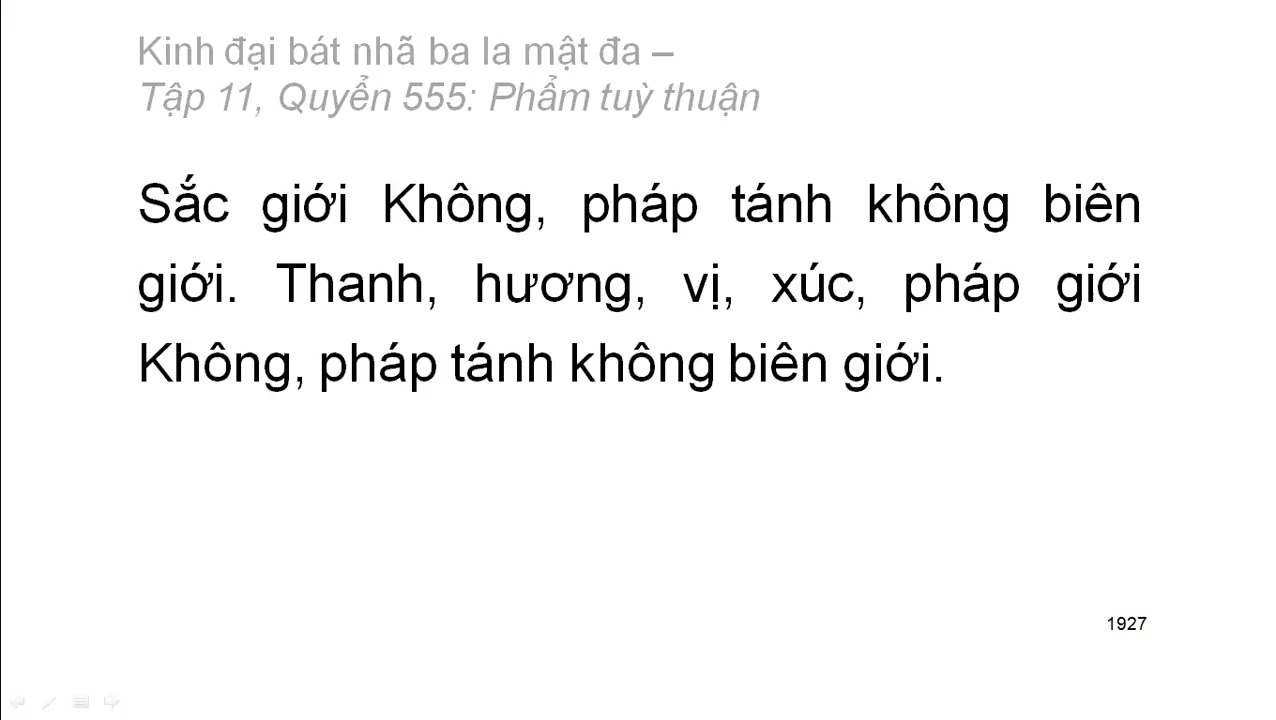 Kinh đại bát nhã ba la mật đa –
Tập 11, Quyển 555: Phẩm tuỳ thuận
Sắc giới Không, pháp tánh không biên
giới. Thanh, hương, vị, xúc, pháp giới
Không, pháp tánh không biên giới.
1927